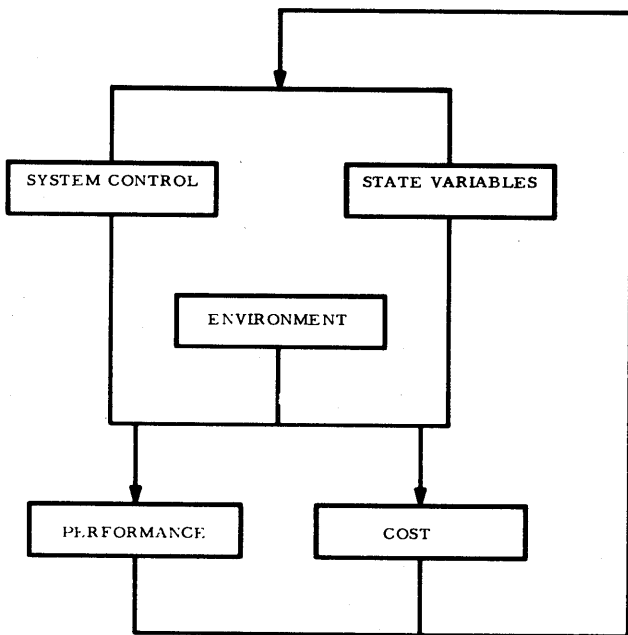 SYSTEM CONTROL
STATE VARIABLES
ENVIRONMENT
PERFORMANCE
COST